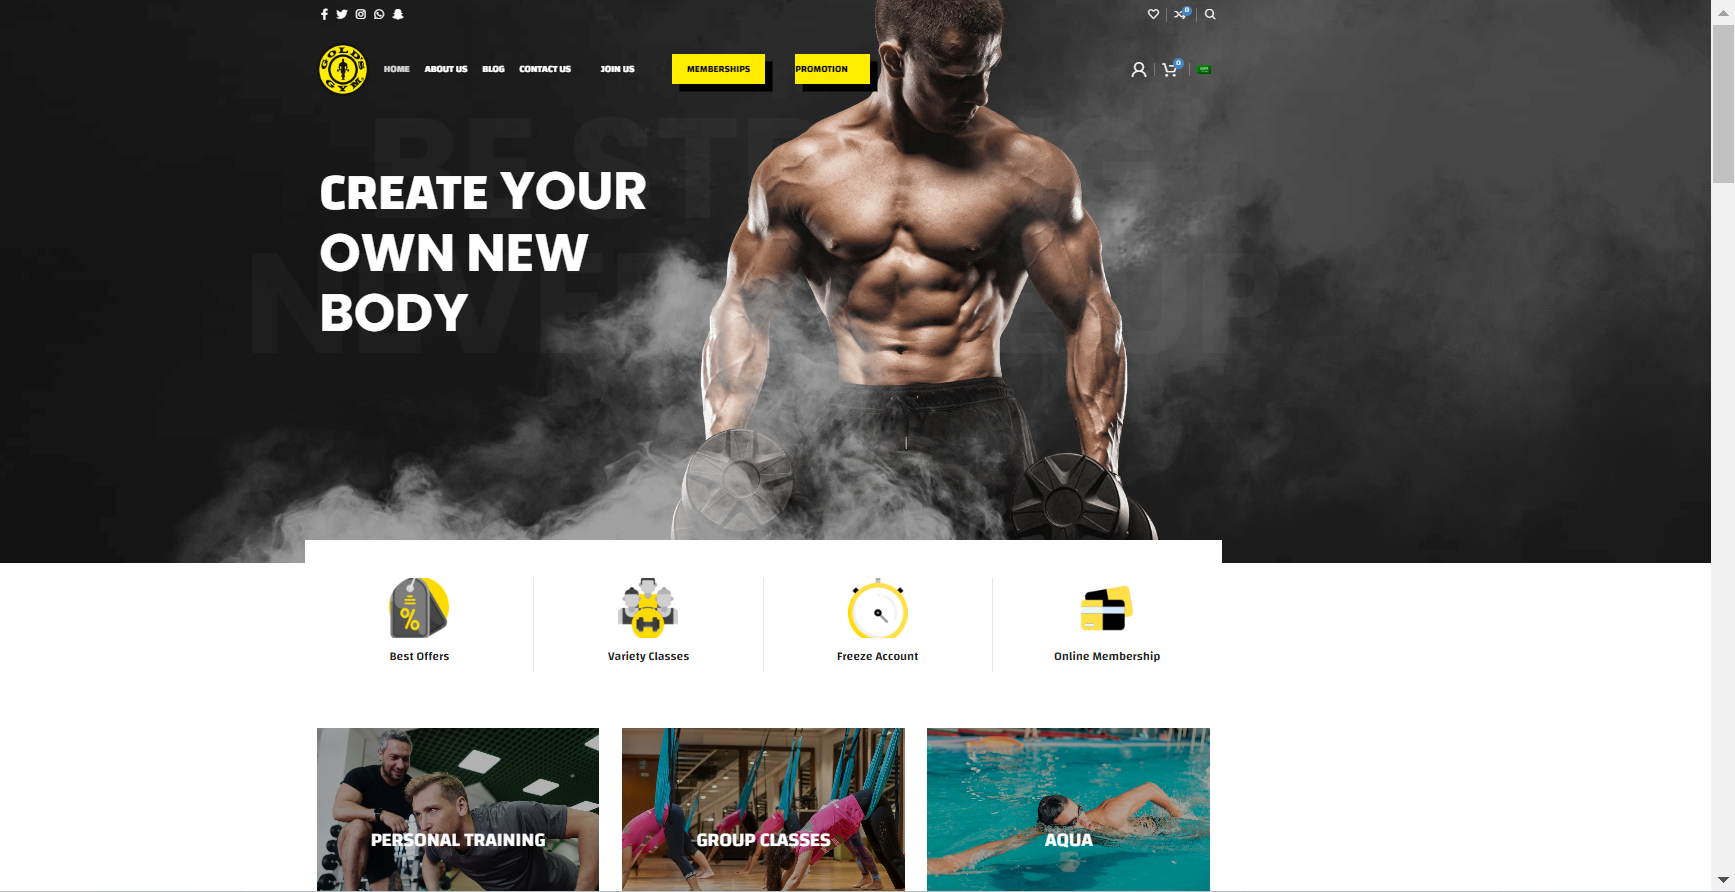 0
GOLD'S GYM
HOME
ABOUT US
BLOG
CONTACT US
JOIN US
MEMBERSHIPS
PROMOTION
0
CREATE YOUR
OWN NEW
BODY
%
Best Offers
Variety Classes
Freeze Account
Online Membership
PERSONAL TRAINING
GROUP CLASSES
AQUA